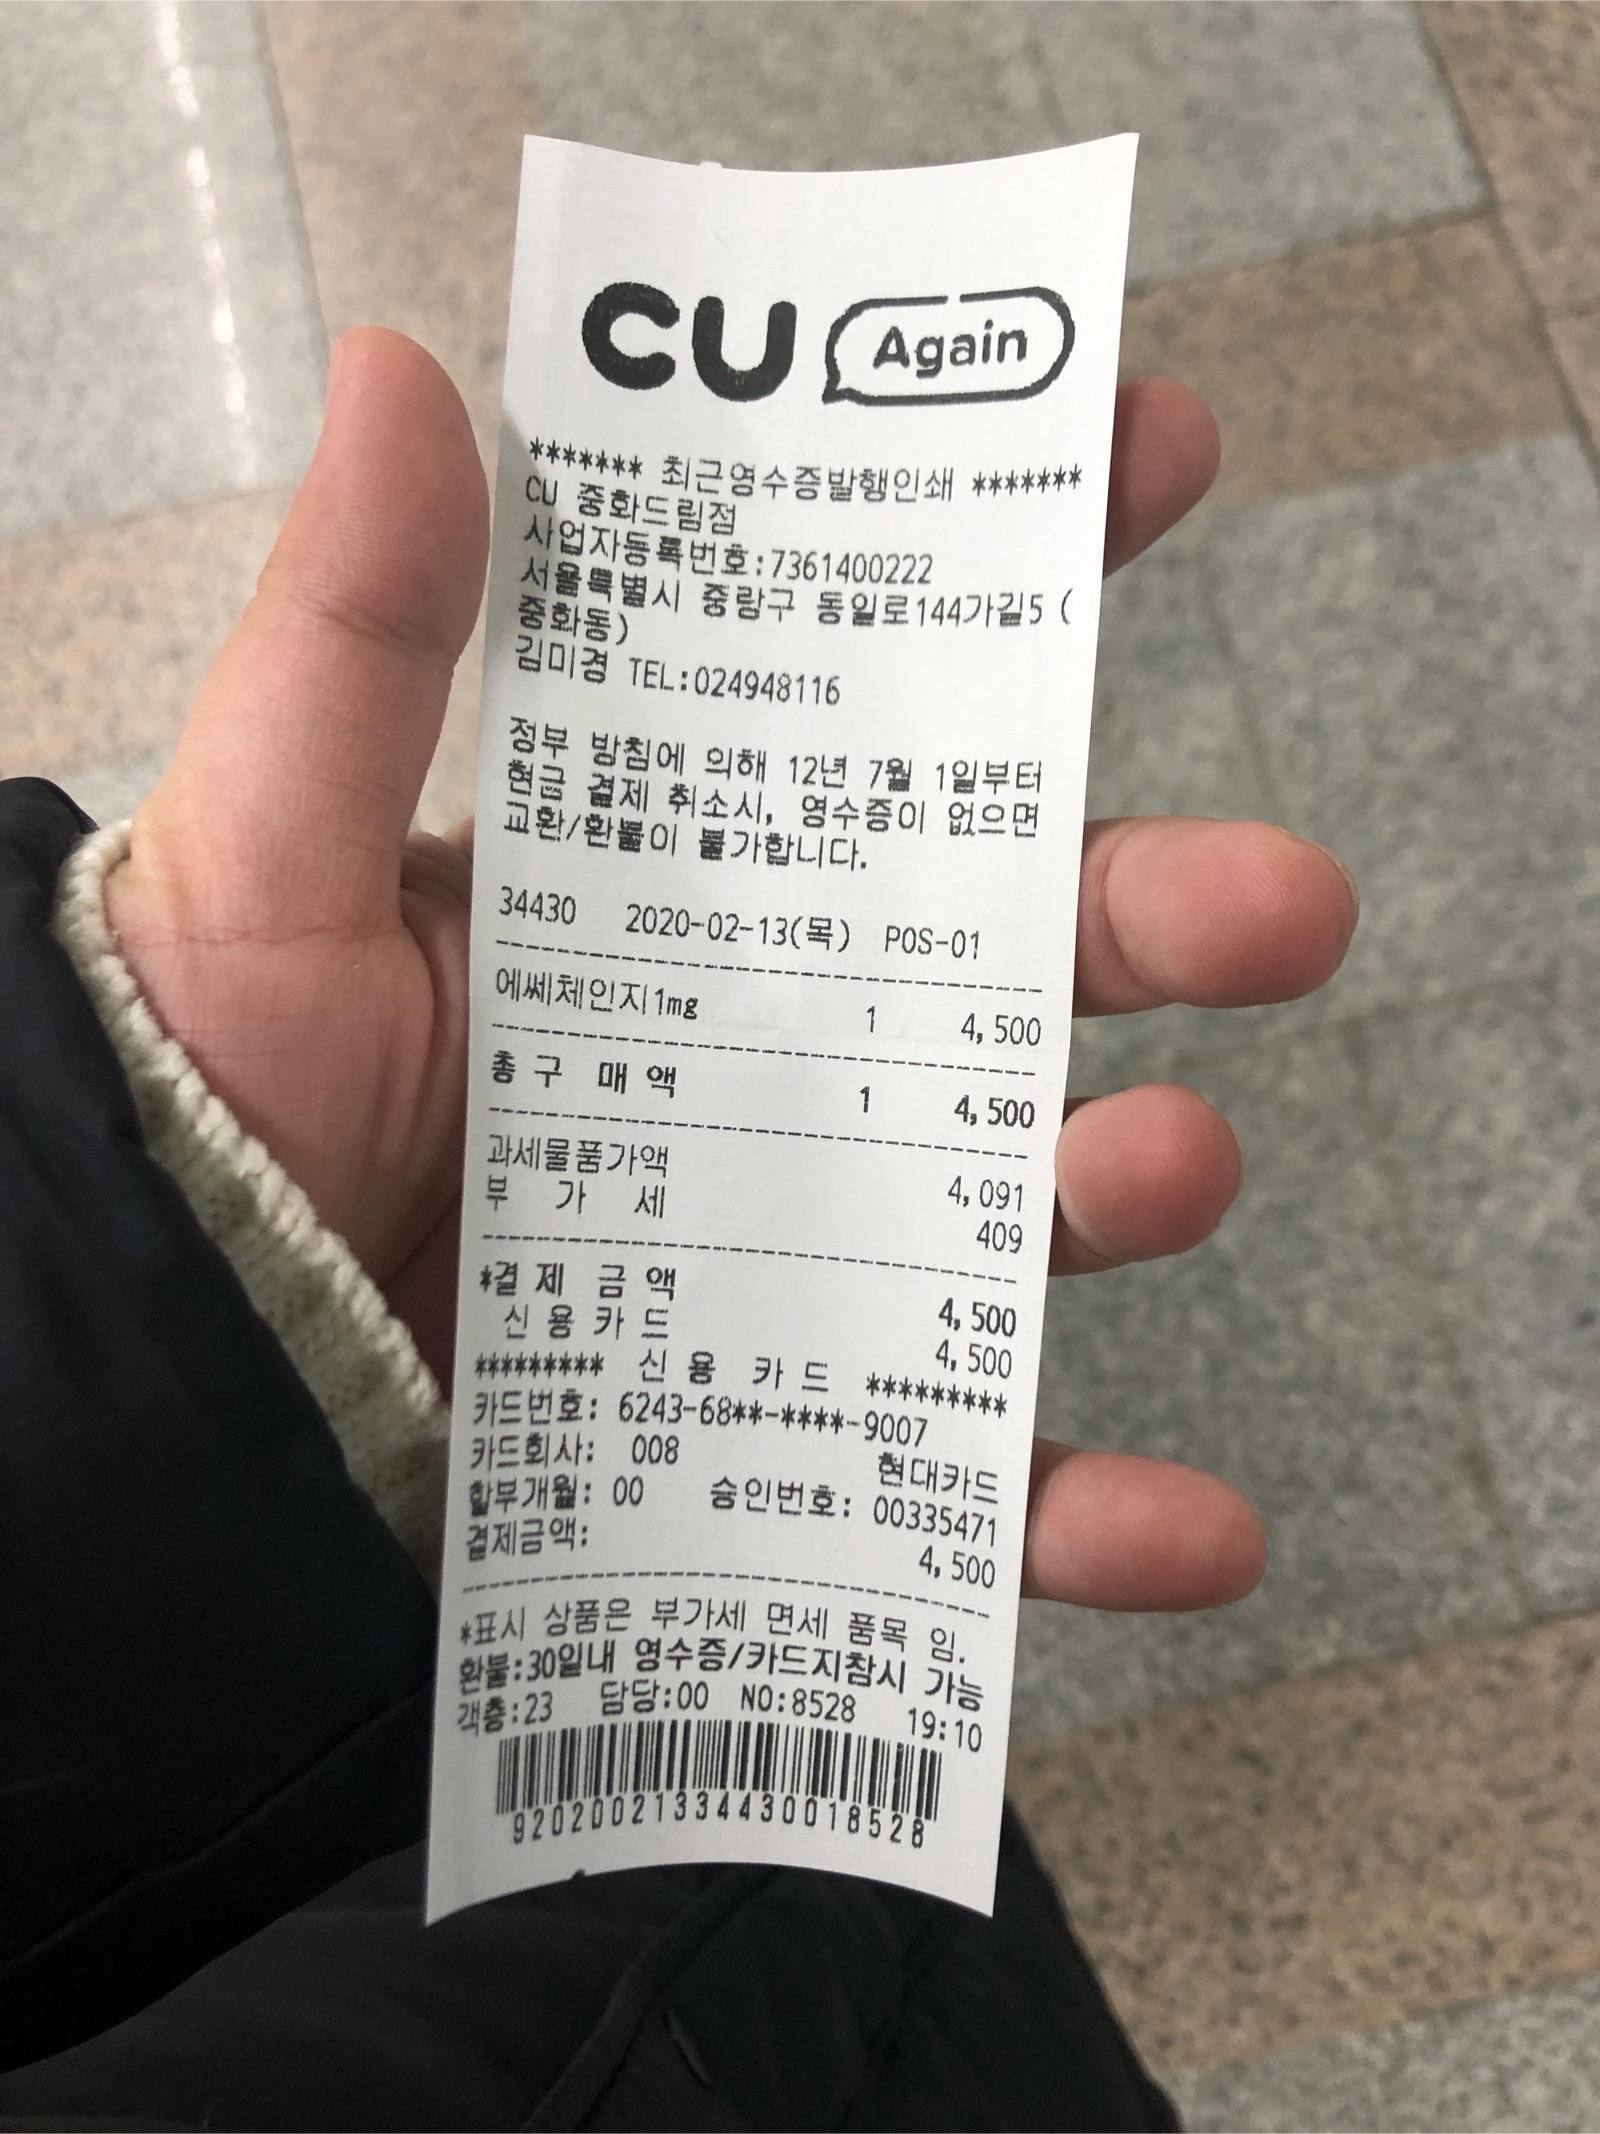 CU Again
******* 최근영수증발행인쇄 *******
CU 중화드림점
사업자등록번호:7361400222
서울특별시 중랑구 동일로144가길5 (
중화동)
김미경 TEL:024948116
정부 방침에 의해 12년 7월 1일부터
현금 결제 취소시, 영수증이 없으면
교환/환불이 불가합니다.
34430 2020-02-13(목) POS-01
에쎄체인지1mg 1 4,500
총 구 매 액 1 4,500
과세물품가액 4,091
부 가 세 409
*결 제 금 액 4,500
신 용 카 드 4,500
********* 신 용 카 드 *********
카드번호: 6243-68**-****-9007
카드회사: 008 현대카드
할부개월: 00 승인번호: 00335471
결제금액: 4,500
*표시 상품은 부가세 면세 품목 임.
환불:30일내 영수증/카드지참시 가능
객층:23 담당:00 NO:8528 19:10
92020021334430018528